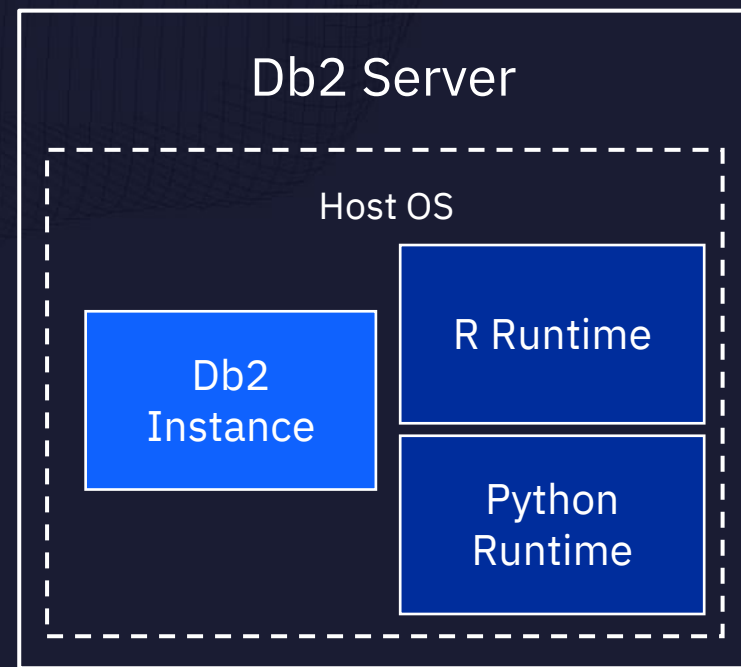 Db2 Server
Host OS
Db2
Instance
R Runtime
Python
Runtime